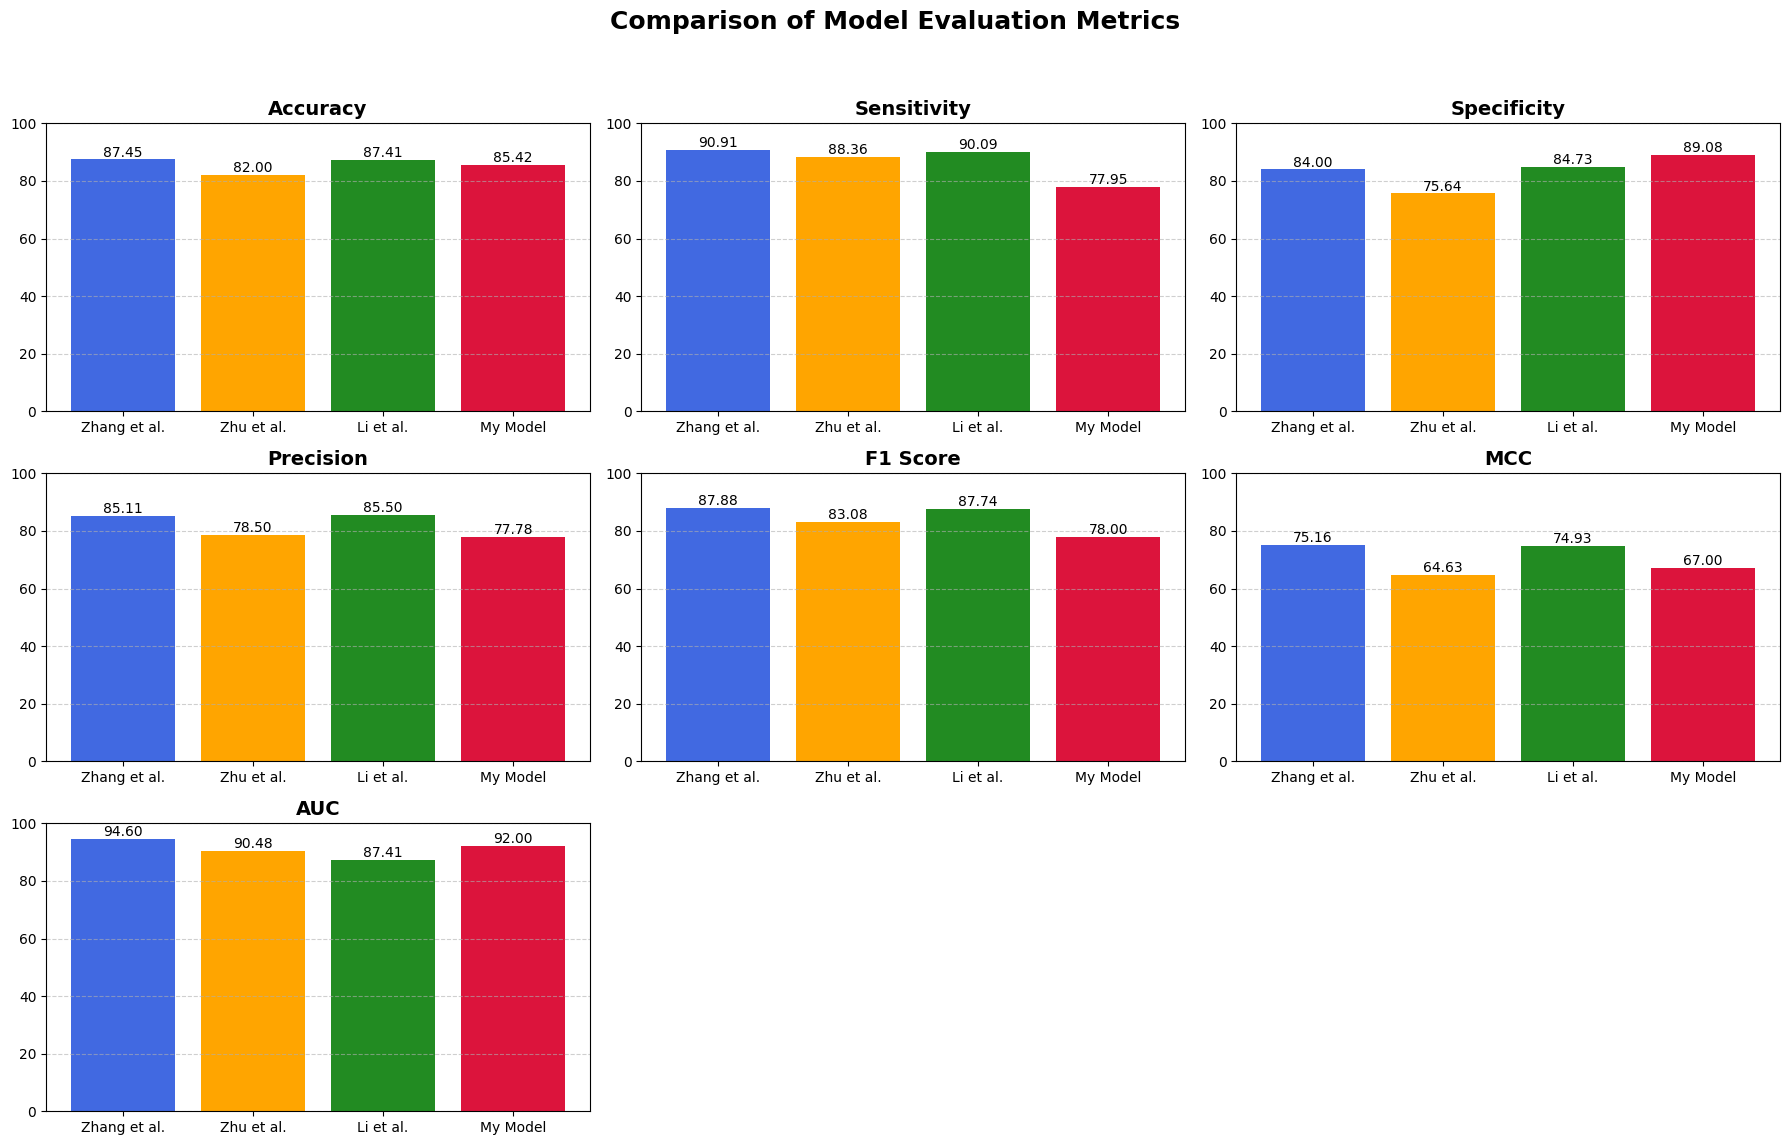 Comparison of Model Evaluation Metrics
Accuracy
100
80
60
40
20
0
87.45
82.00
87.41
85.42
Zhang et al.
Zhu et al.
Li et al.
My Model
Sensitivity
100
80
60
40
20
0
90.91
88.36
90.09
77.95
Zhang et al.
Zhu et al.
Li et al.
My Model
Specificity
100
80
60
40
20
0
84.00
75.64
84.73
89.08
Zhang et al.
Zhu et al.
Li et al.
My Model
Precision
100
80
60
40
20
0
85.11
78.50
85.50
77.78
Zhang et al.
Zhu et al.
Li et al.
My Model
F1 Score
100
80
60
40
20
0
87.88
83.08
87.74
78.00
Zhang et al.
Zhu et al.
Li et al.
My Model
MCC
100
80
60
40
20
0
75.16
64.63
74.93
67.00
Zhang et al.
Zhu et al.
Li et al.
My Model
AUC
100
80
60
40
20
0
94.60
90.48
87.41
92.00
Zhang et al.
Zhu et al.
Li et al.
My Model